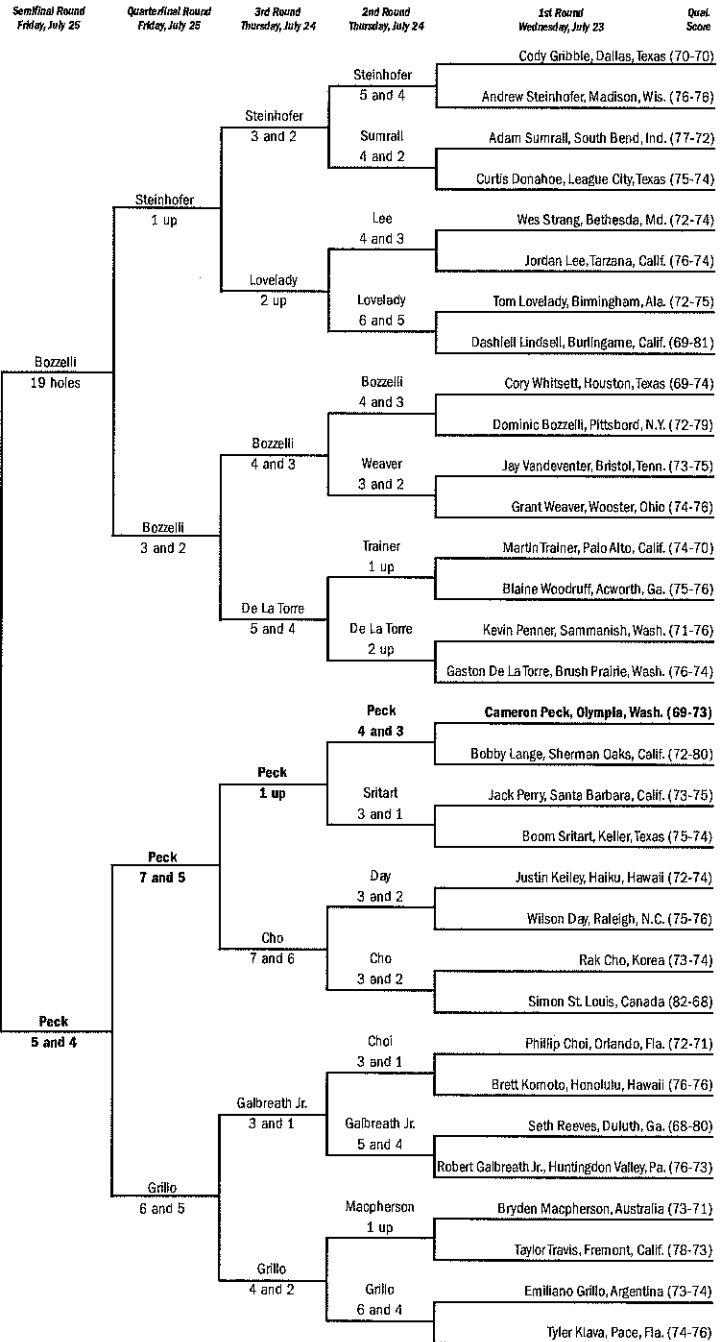 Semifinal Round
Friday, July 25
Quarterfinal Round
Friday, July 25
3rd Round
Thursday, July 24
2nd Round
Thursday, July 24
1st Round
Wednesday, July 23
Qual.
Score
Cody Gribble, Dallas, Texas (70-70)
Steinhofer
5 and 4
Andrew Steinhofer, Madison, Wis. (76-76)
Steinhofer
3 and 2
Sumrall
4 and 2
Adam Sumrall, South Bend, Ind. (77-72)
Curtis Donahoe, League City, Texas (75-74)
Steinhofer
1 up
Lee
4 and 3
Wes Strang, Bethesda, Md. (72-74)
Jordan Lee, Tarzana, Calif. (76-74)
Lovelady
2 up
Lovelady
6 and 5
Tom Lovelady, Birmingham, Ala. (72-75)
Dashiell Lindsell, Burlingame, Calif. (69-81)
Bozzelli
19 holes
Bozzelli
4 and 3
Cory Whitsett, Houston, Texas (69-74)
Dominic Bozzelli, Pittsbord, N.Y. (72-79)
Bozzelli
4 and 3
Weaver
3 and 2
Jay Vandeventer, Bristol, Tenn. (73-75)
Grant Weaver, Wooster, Ohio (74-76)
Bozzelli
3 and 2
Trainer
1 up
Martin Trainer, Palo Alto, Calif. (74-70)
Blaine Woodruff, Acworth, Ga. (75-76)
De La Torre
5 and 4
De La Torre
2 up
Kevin Penner, Sammanish, Wash. (71-76)
Gaston De La Torre, Brush Prairie, Wash. (76-74)
Peck
4 and 3
Cameron Peck, Olympia, Wash. (69-73)
Bobby Lange, Sherman Oaks, Calif. (72-80)
Peck
1 up
Sritart
3 and 1
Jack Perry, Santa Barbara, Calif. (73-75)
Boom Sritart, Keller, Texas (75-74)
Peck
7 and 5
Day
3 and 2
Justin Keiley, Haiku, Hawaii (72-74)
Wilson Day, Raleigh, N.C. (75-76)
Cho
7 and 6
Cho
3 and 2
Rak Cho, Korea (73-74)
Simon St. Louis, Canada (82-68)
Peck
5 and 4
Choi
3 and 1
Phillip Choi, Orlando, Fla. (72-71)
Brett Komoto, Honolulu, Hawaii (76-76)
Galbreath Jr.
3 and 1
Galbreath Jr.
5 and 4
Seth Reeves, Duluth, Ga. (68-80)
Robert Galbreath Jr., Huntingdon Valley, Pa. (76-73)
Grillo
6 and 5
Macpherson
1 up
Bryden Macpherson, Australia (73-71)
Taylor Travis, Fremont, Calif. (78-73)
Grillo
4 and 2
Grillo
6 and 4
Emiliano Grillo, Argentina (73-74)
Tyler Klava, Pace, Fla. (74-76)